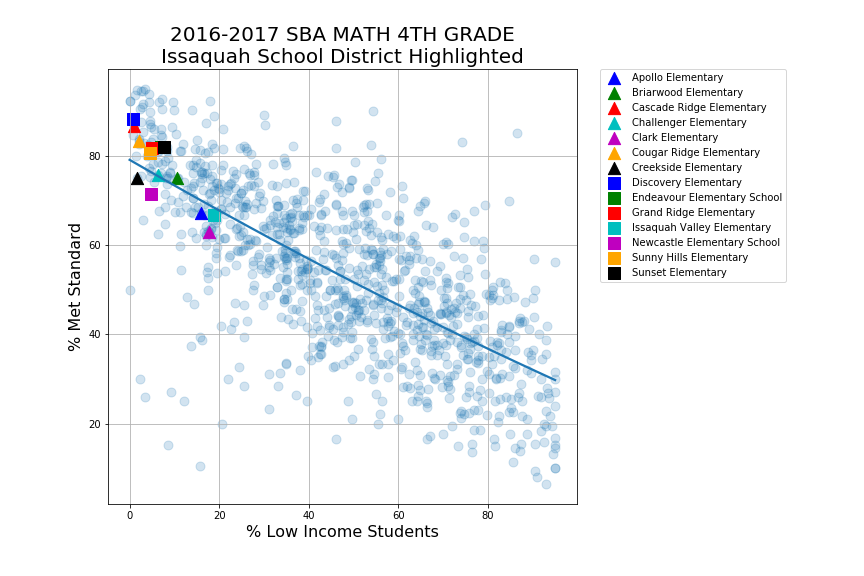 2016-2017 SBA MATH 4TH GRADE
Issaquah School District Highlighted
% Met Standard
80
60
40
20
0
20
40
60
80
% Low Income Students
Apollo Elementary
Briarwood Elementary
Cascade Ridge Elementary
Challenger Elementary
Clark Elementary
Cougar Ridge Elementary
Creekside Elementary
Discovery Elementary
Endeavour Elementary School
Grand Ridge Elementary
Issaquah Valley Elementary
Newcastle Elementary School
Sunny Hills Elementary
Sunset Elementary